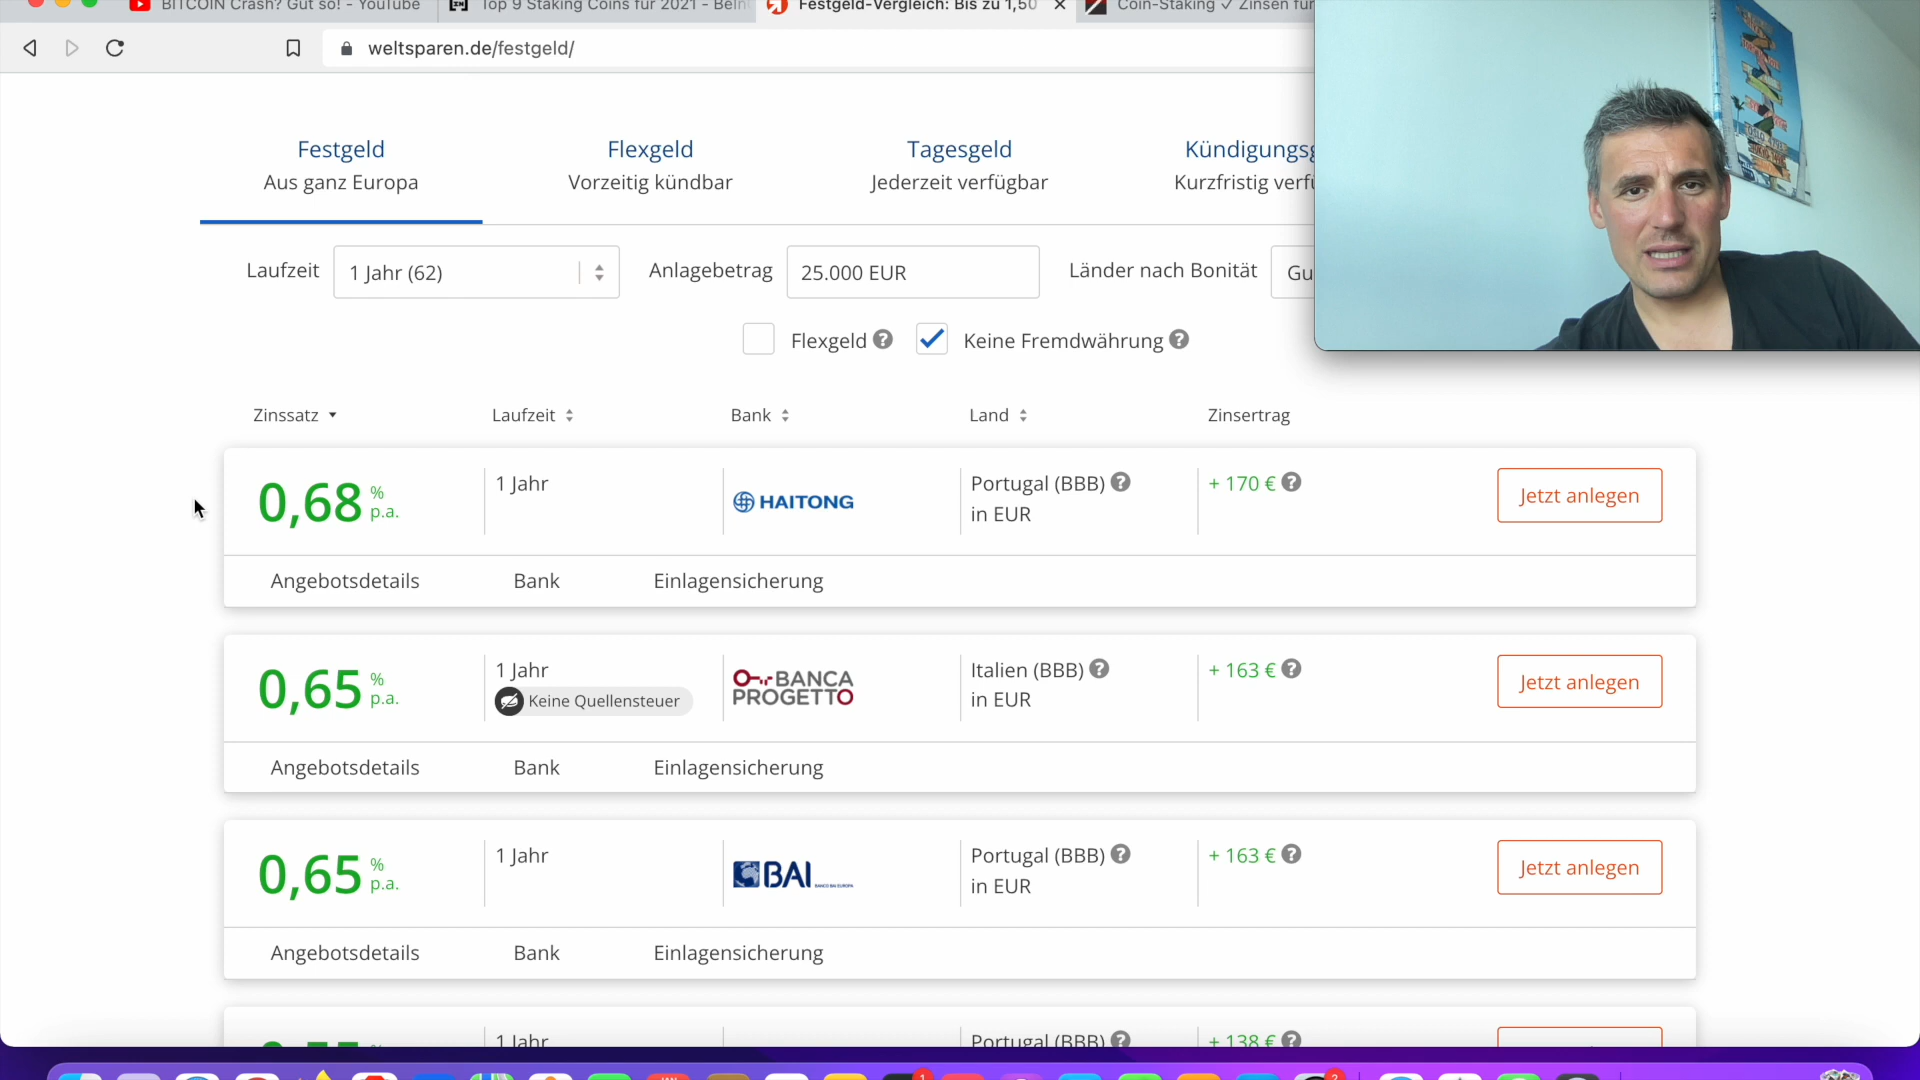 BITCOIN Crash? Gut so! - YouTube
Top 9 Staking Coins für 2021 - BeIn
Festgeld-Vergleich: Bis zu 1,50
Coin-Staking ✓ Zinsen für
weltsparen.de/festgeld/
Festgeld
Aus ganz Europa
Flexgeld
Vorzeitig kündbar
Tagesgeld
Jederzeit verfügbar
Kündigungsg
Kurzfristig verfü
Laufzeit 1 Jahr (62) Anlagebetrag 25.000 EUR Länder nach Bonität Gu
Flexgeld ? Keine Fremdwährung ?
Zinssatz Laufzeit Bank Land Zinsertrag
0,68 % p.a.
1 Jahr
HAITONG
Portugal (BBB) ?
in EUR
+ 170 € ?
Jetzt anlegen
Angebotsdetails Bank Einlagensicherung
0,65 % p.a.
1 Jahr
Keine Quellensteuer
BANCA
PROGETTO
Italien (BBB) ?
in EUR
+ 163 € ?
Jetzt anlegen
Angebotsdetails Bank Einlagensicherung
0,65 % p.a.
1 Jahr
BAI
BANCO BAI EUROPA
Portugal (BBB) ?
in EUR
+ 163 € ?
Jetzt anlegen
Angebotsdetails Bank Einlagensicherung
1 Jahr
Portugal (BBB) ?
+ 138 € ?